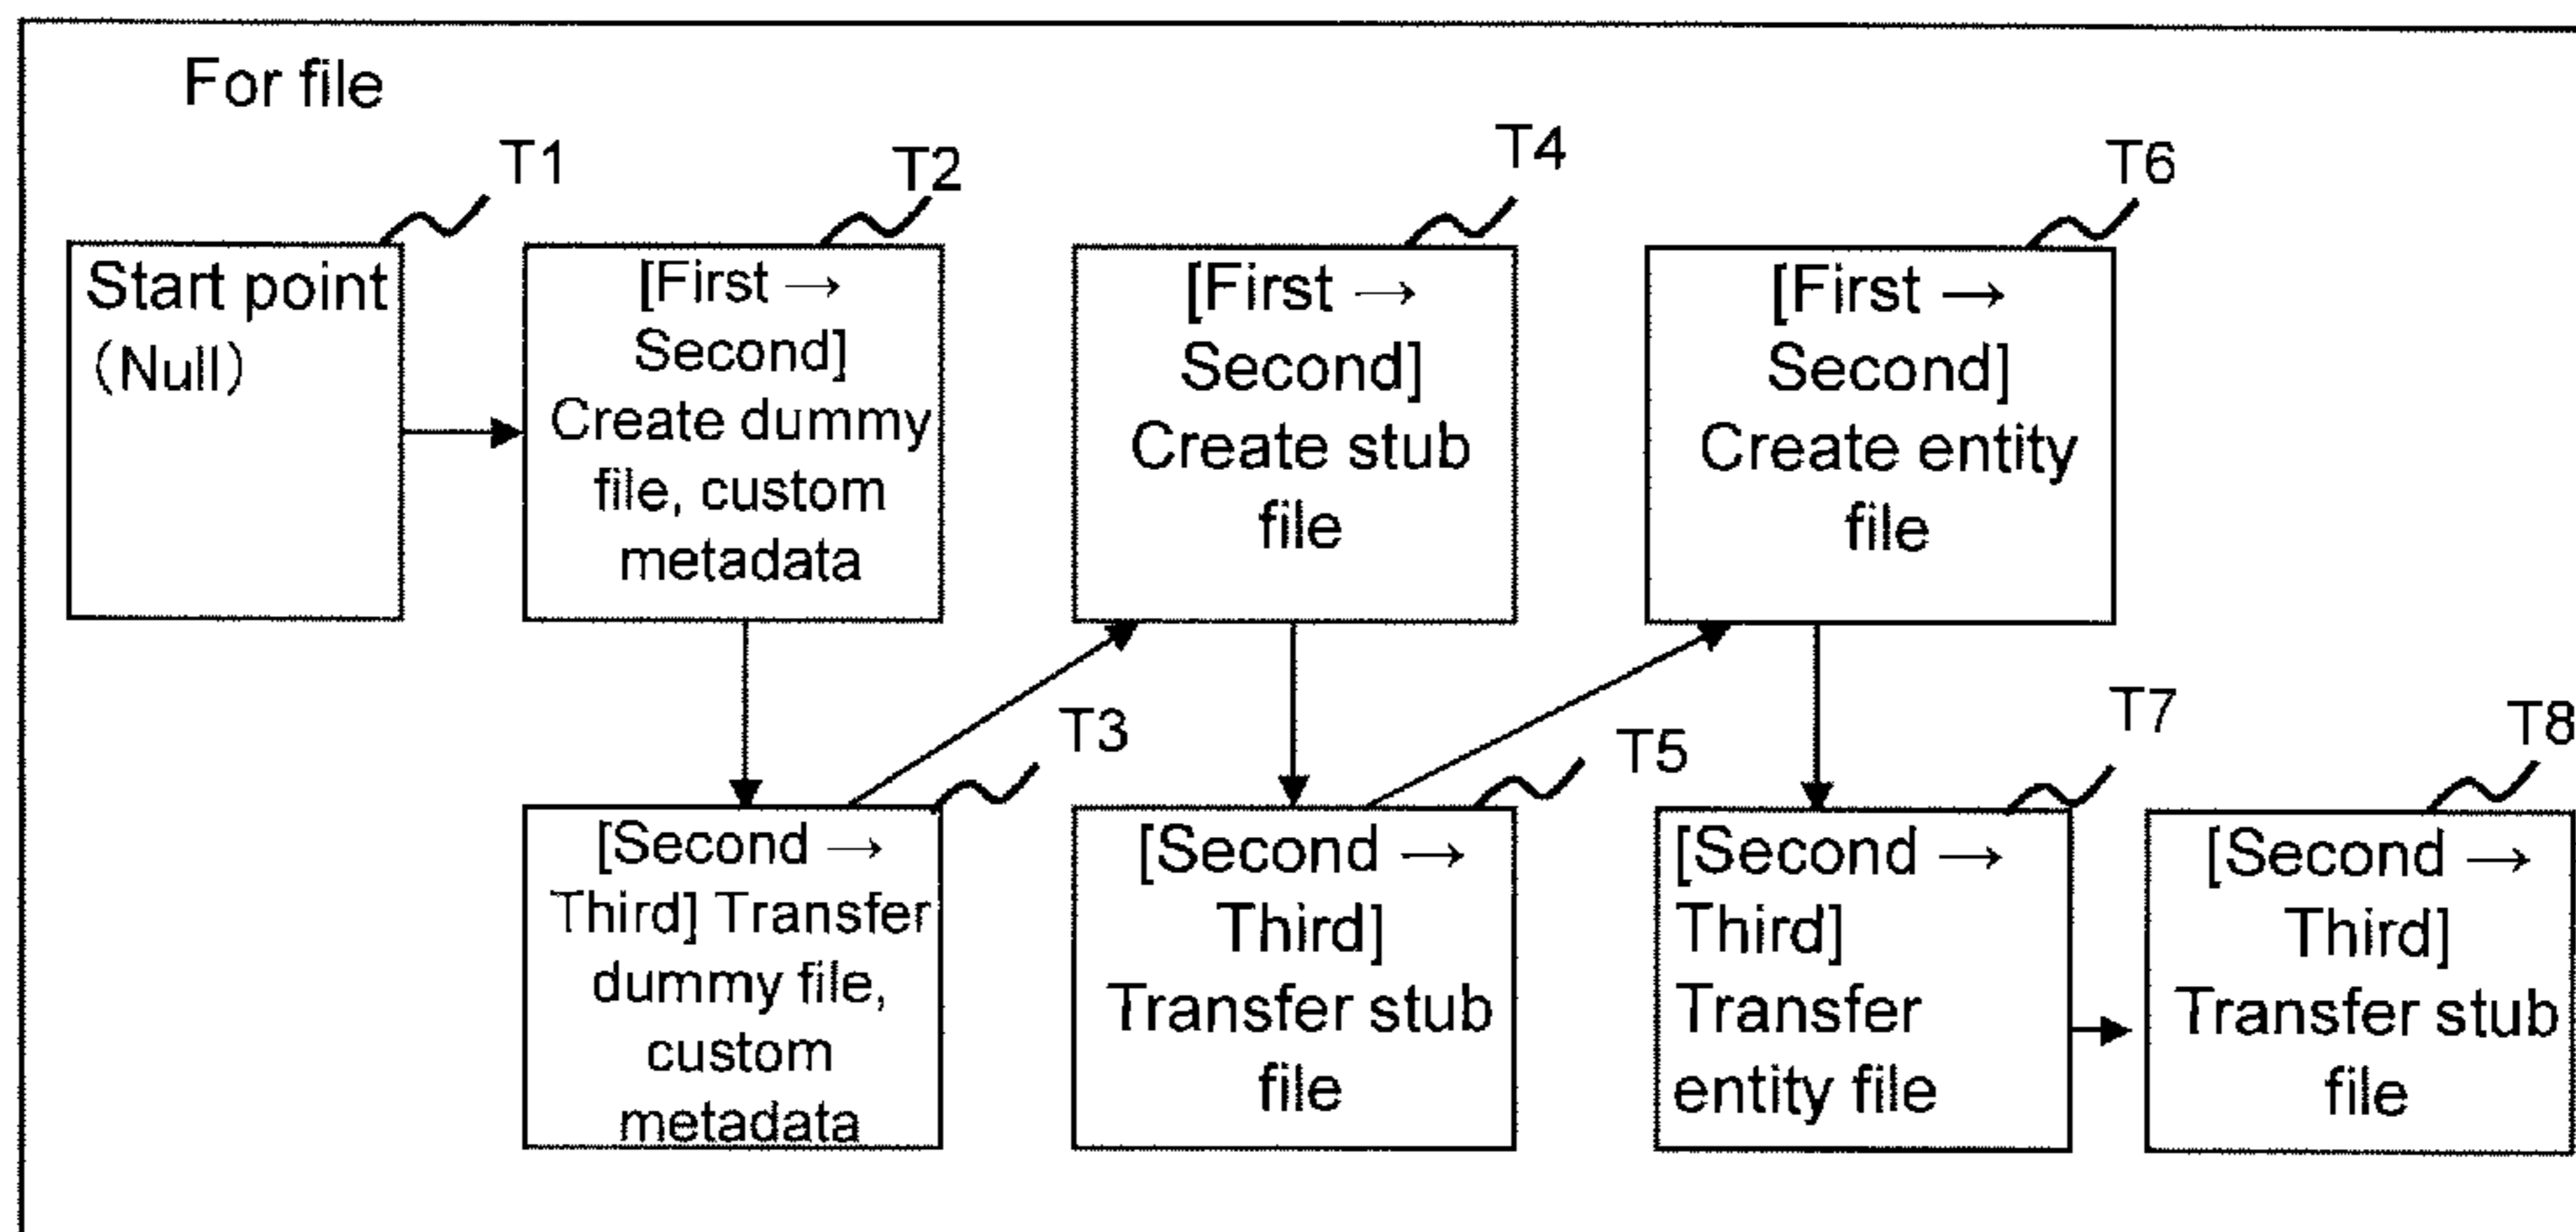 For file
T1
T2
T4
T6
Start point
(Null)
[First →
Second]
Create dummy
file, custom
metadata
[First →
Second]
Create stub
file
[First →
Second]
Create entity
file
T3
T5
T7
T8
[Second →
Third] Transfer
dummy file,
custom
metadata
[Second →
Third]
Transfer stub
file
[Second →
Third]
Transfer
entity file
[Second →
Third]
Transfer stub
file